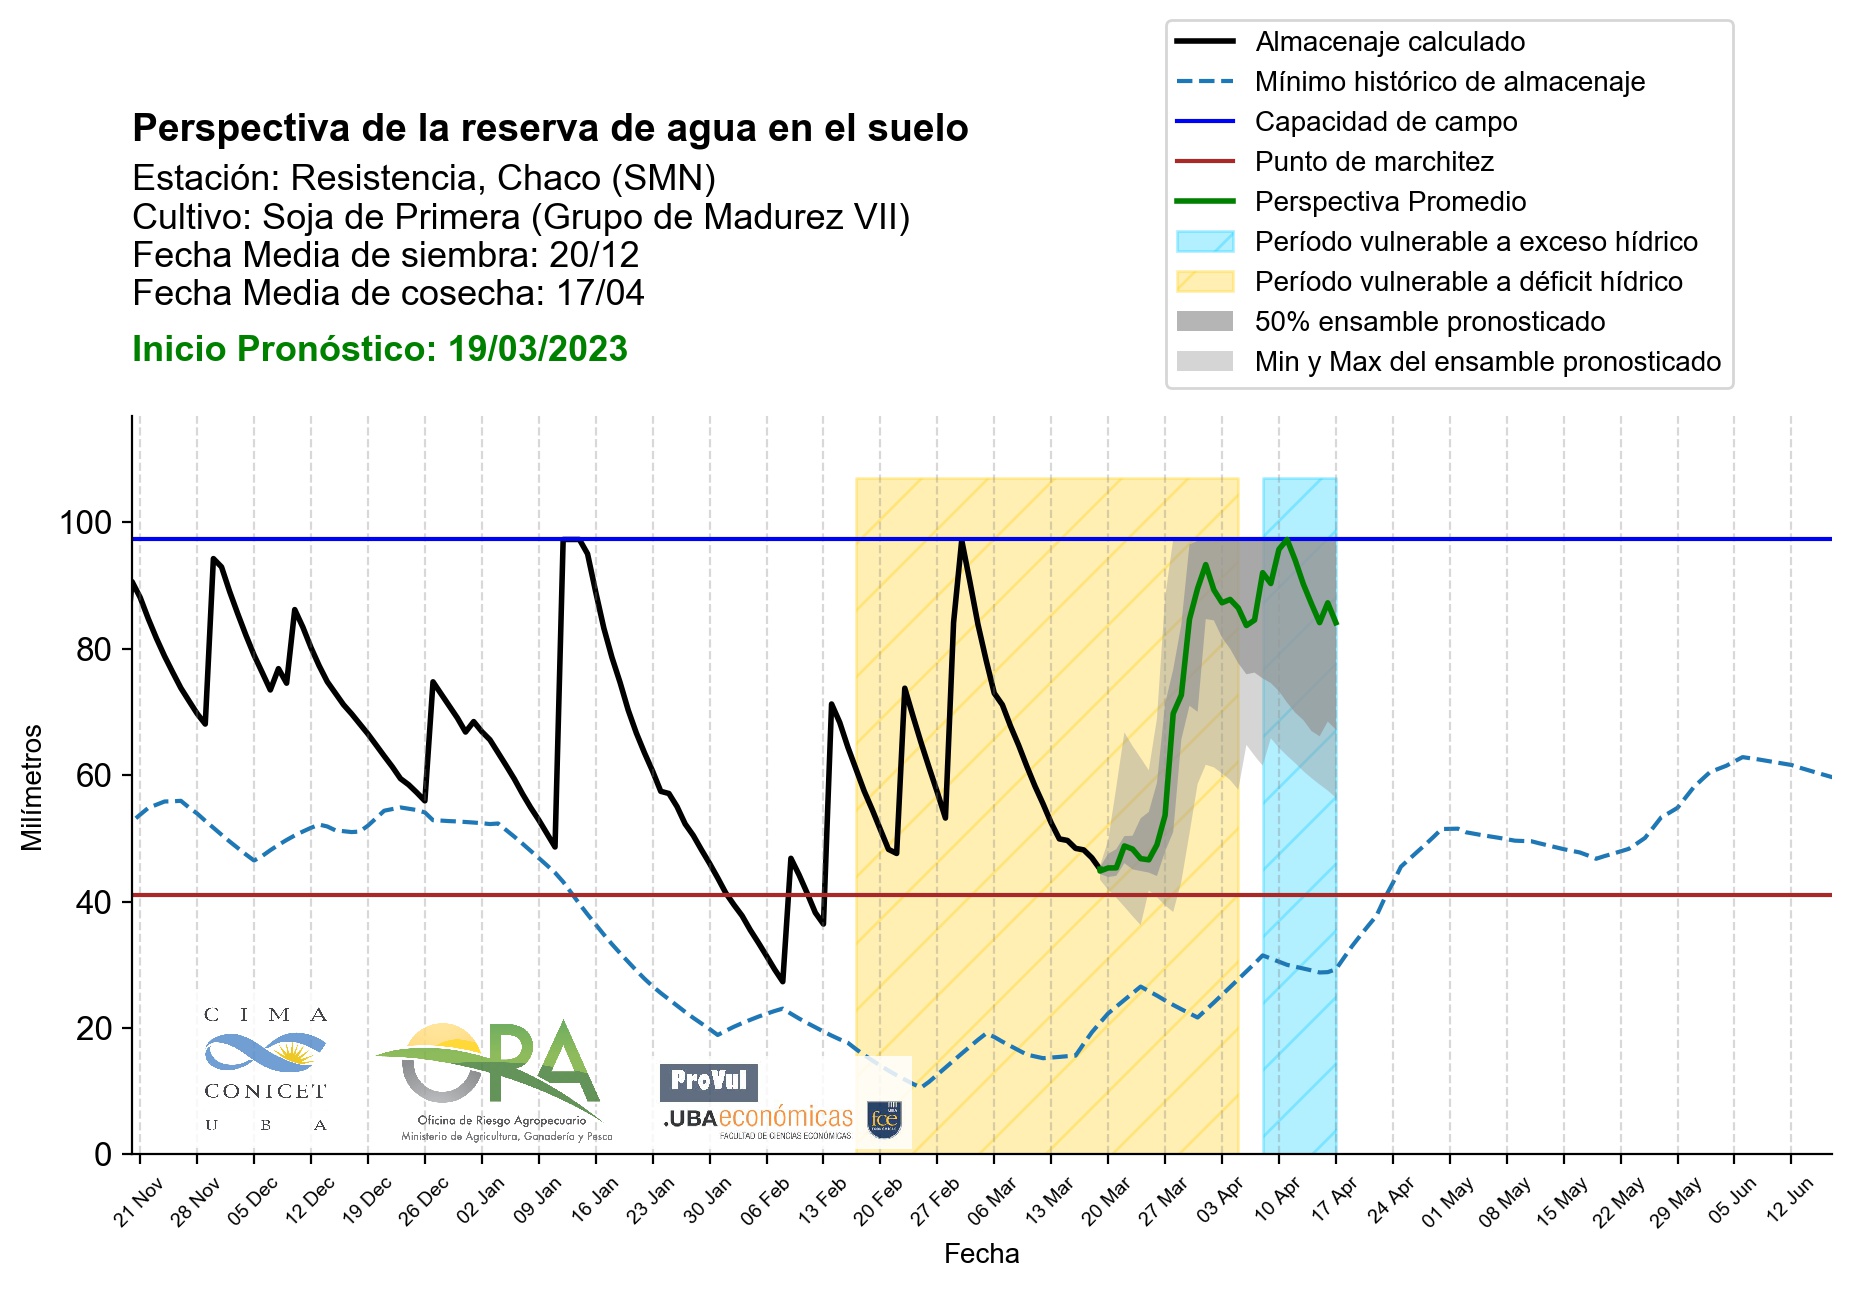 Almacenaje calculado
Mínimo histórico de almacenaje
Capacidad de campo
Punto de marchitez
Perspectiva Promedio
Período vulnerable a exceso hídrico
Período vulnerable a déficit hídrico
50% ensamble pronosticado
Min y Max del ensamble pronosticado
Perspectiva de la reserva de agua en el suelo
Estación: Resistencia, Chaco (SMN)
Cultivo: Soja de Primera (Grupo de Madurez VII)
Fecha Media de siembra: 20/12
Fecha Media de cosecha: 17/04
Inicio Pronóstico: 19/03/2023
100
80
60
40
20
0
Milímetros
CIMA
CONICET
UBA
ORA
Oficina de Riesgo Agropecuario
Ministerio de Agricultura, Ganadería y Pesca
ProVul
.UBAeconómicas
FACULTAD DE CIENCIAS ECONÓMICAS
fce
21 Nov
28 Nov
05 Dec
12 Dec
19 Dec
26 Dec
02 Jan
09 Jan
16 Jan
23 Jan
30 Jan
06 Feb
13 Feb
20 Feb
27 Feb
06 Mar
13 Mar
20 Mar
27 Mar
03 Apr
10 Apr
17 Apr
24 Apr
01 May
08 May
15 May
22 May
29 May
05 Jun
12 Jun
Fecha